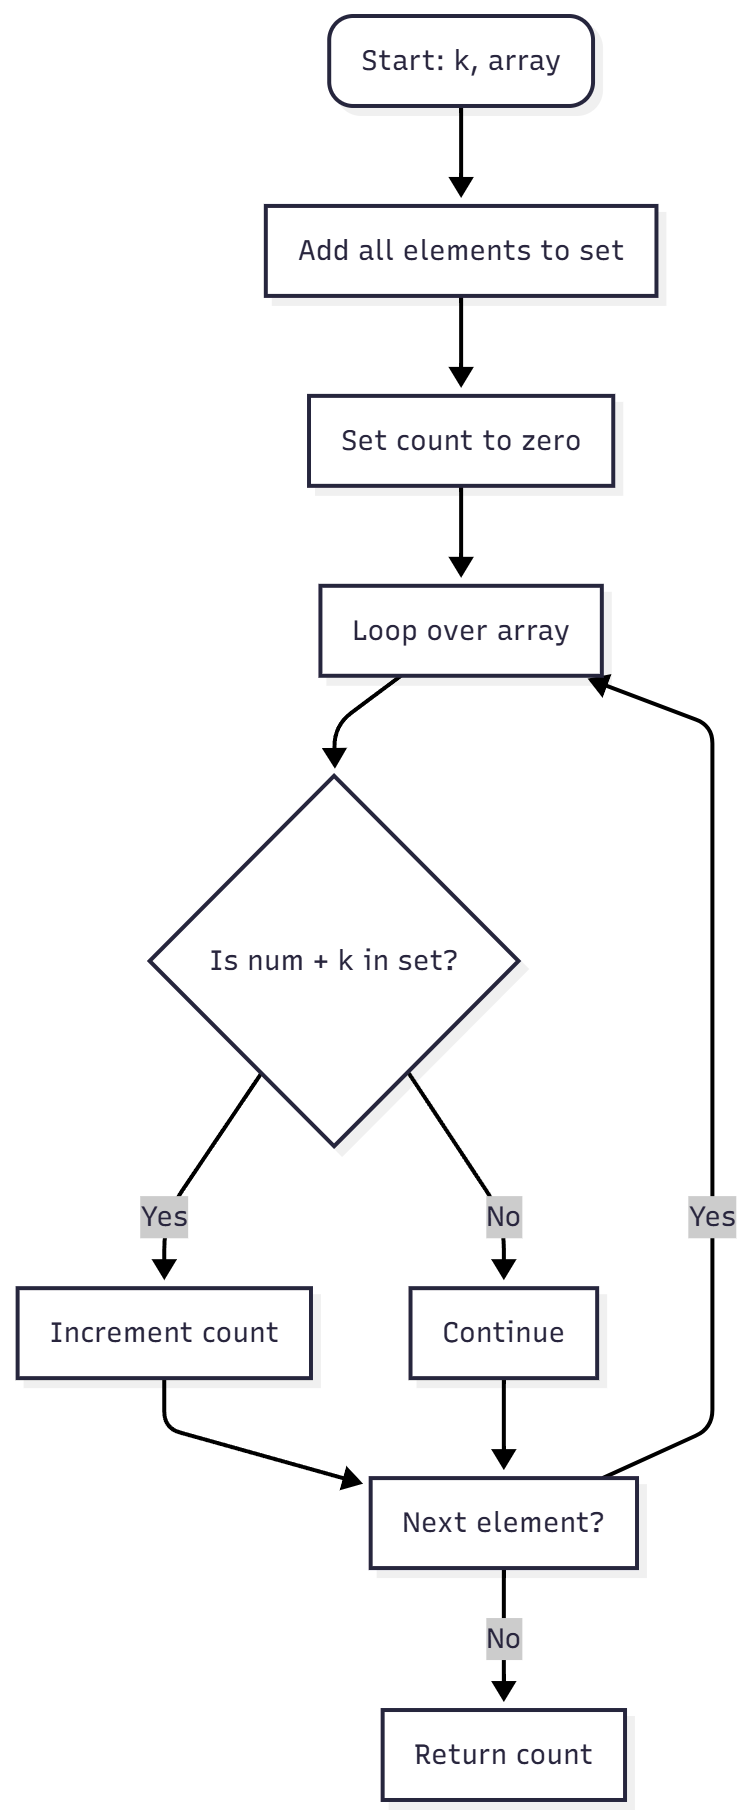 Start: k, array
Add all elements to set
Set count to zero
Loop over array
Is num + k in set?
Yes
No
Yes
Increment count
Continue
Next element?
No
Return count